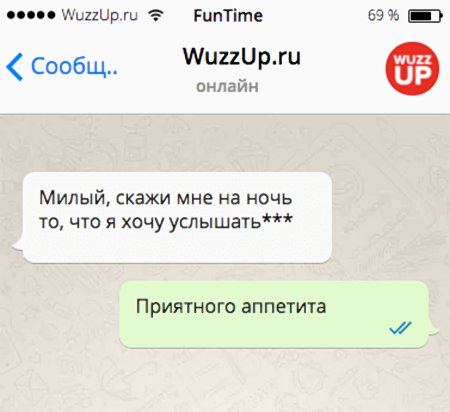 WuzzUp.ru FunTime 69 %
Сообщ.. WuzzUp.ru WUZZ
онлайн UP
Милый, скажи мне на ночь
то, что я хочу услышать***
Приятного аппетита